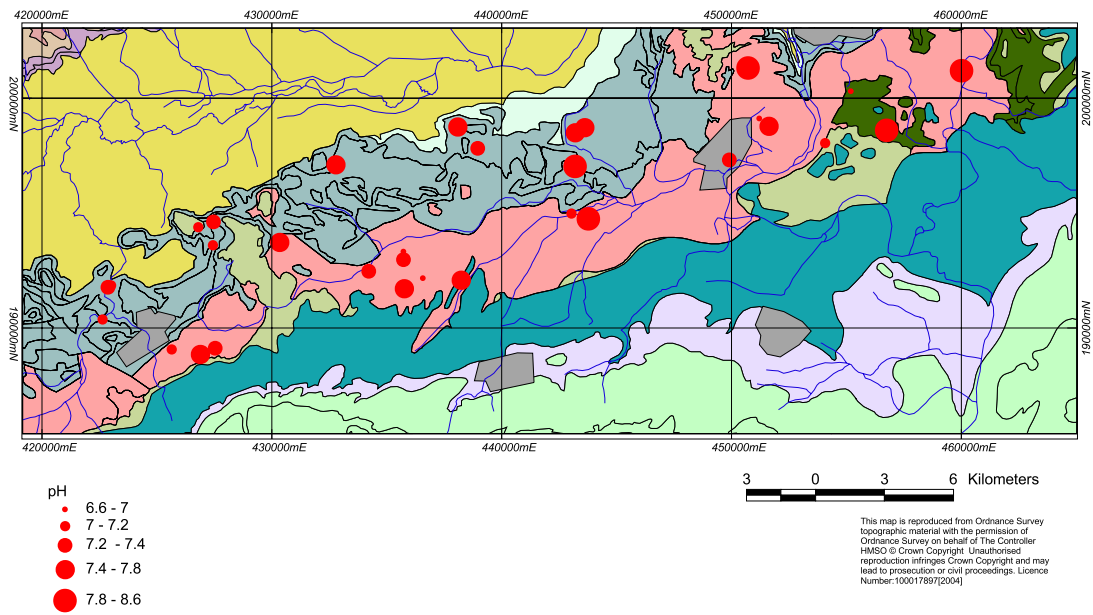 420000mE 430000mE 440000mE 450000mE 460000mE
200000mN 200000mN
190000mN 190000mN
420000mE 430000mE 440000mE 450000mE 460000mE
3 0 3 6 Kilometers
pH
6.6 - 7
7 - 7.2
7.2 - 7.4
7.4 - 7.8
7.8 - 8.6
This map is reproduced from Ordnance Survey
topographic material with the permission of
Ordnance Survey on behalf of The Controller
HMSO © Crown Copyright Unauthorised
reproduction infringes Crown Copyright and may
lead to prosecution or civil proceedings. Licence
Number:100017897[2004]